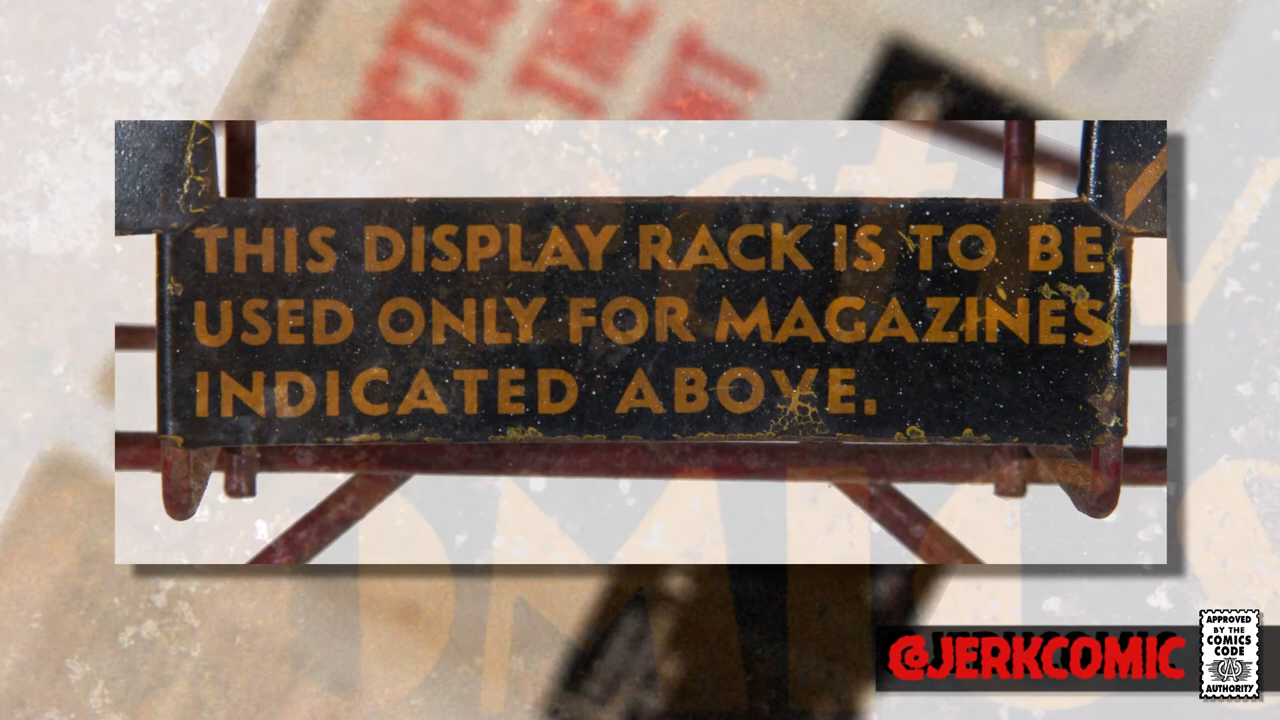 THIS DISPLAY RACK IS TO BE
USED ONLY FOR MAGAZINES
INDICATED ABOVE.
@JERKCOMIC
APPROVED
BY THE
COMICS
CODE
AUTHORITY